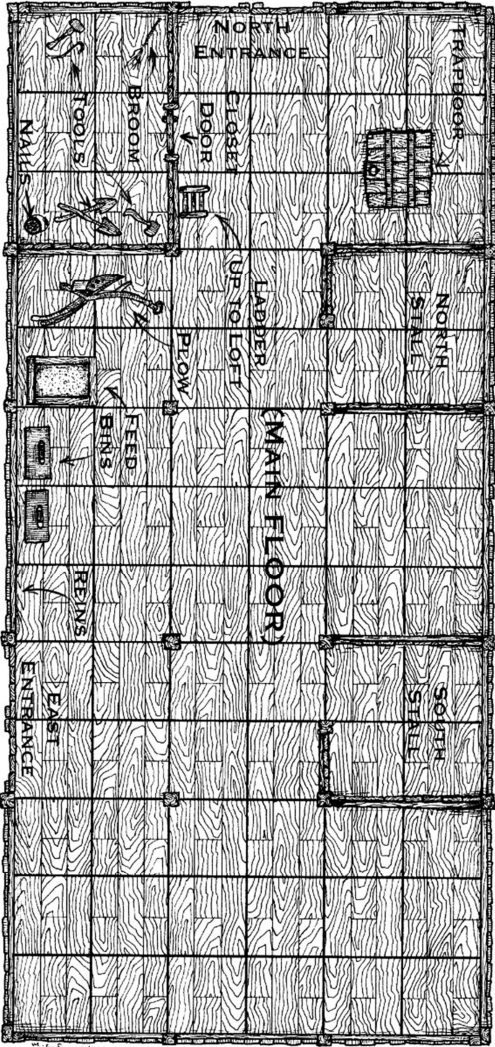 NORTH
ENTRANCE
TRAPDOOR
CLOSET
DOOR
BROOM
TOOLS
NAILS
LADDER
UP TO LOFT
NORTH
STALL
PLOW
FEED
BINS
(MAIN FLOOR)
REINS
EAST
ENTRANCE
SOUTH
STALL